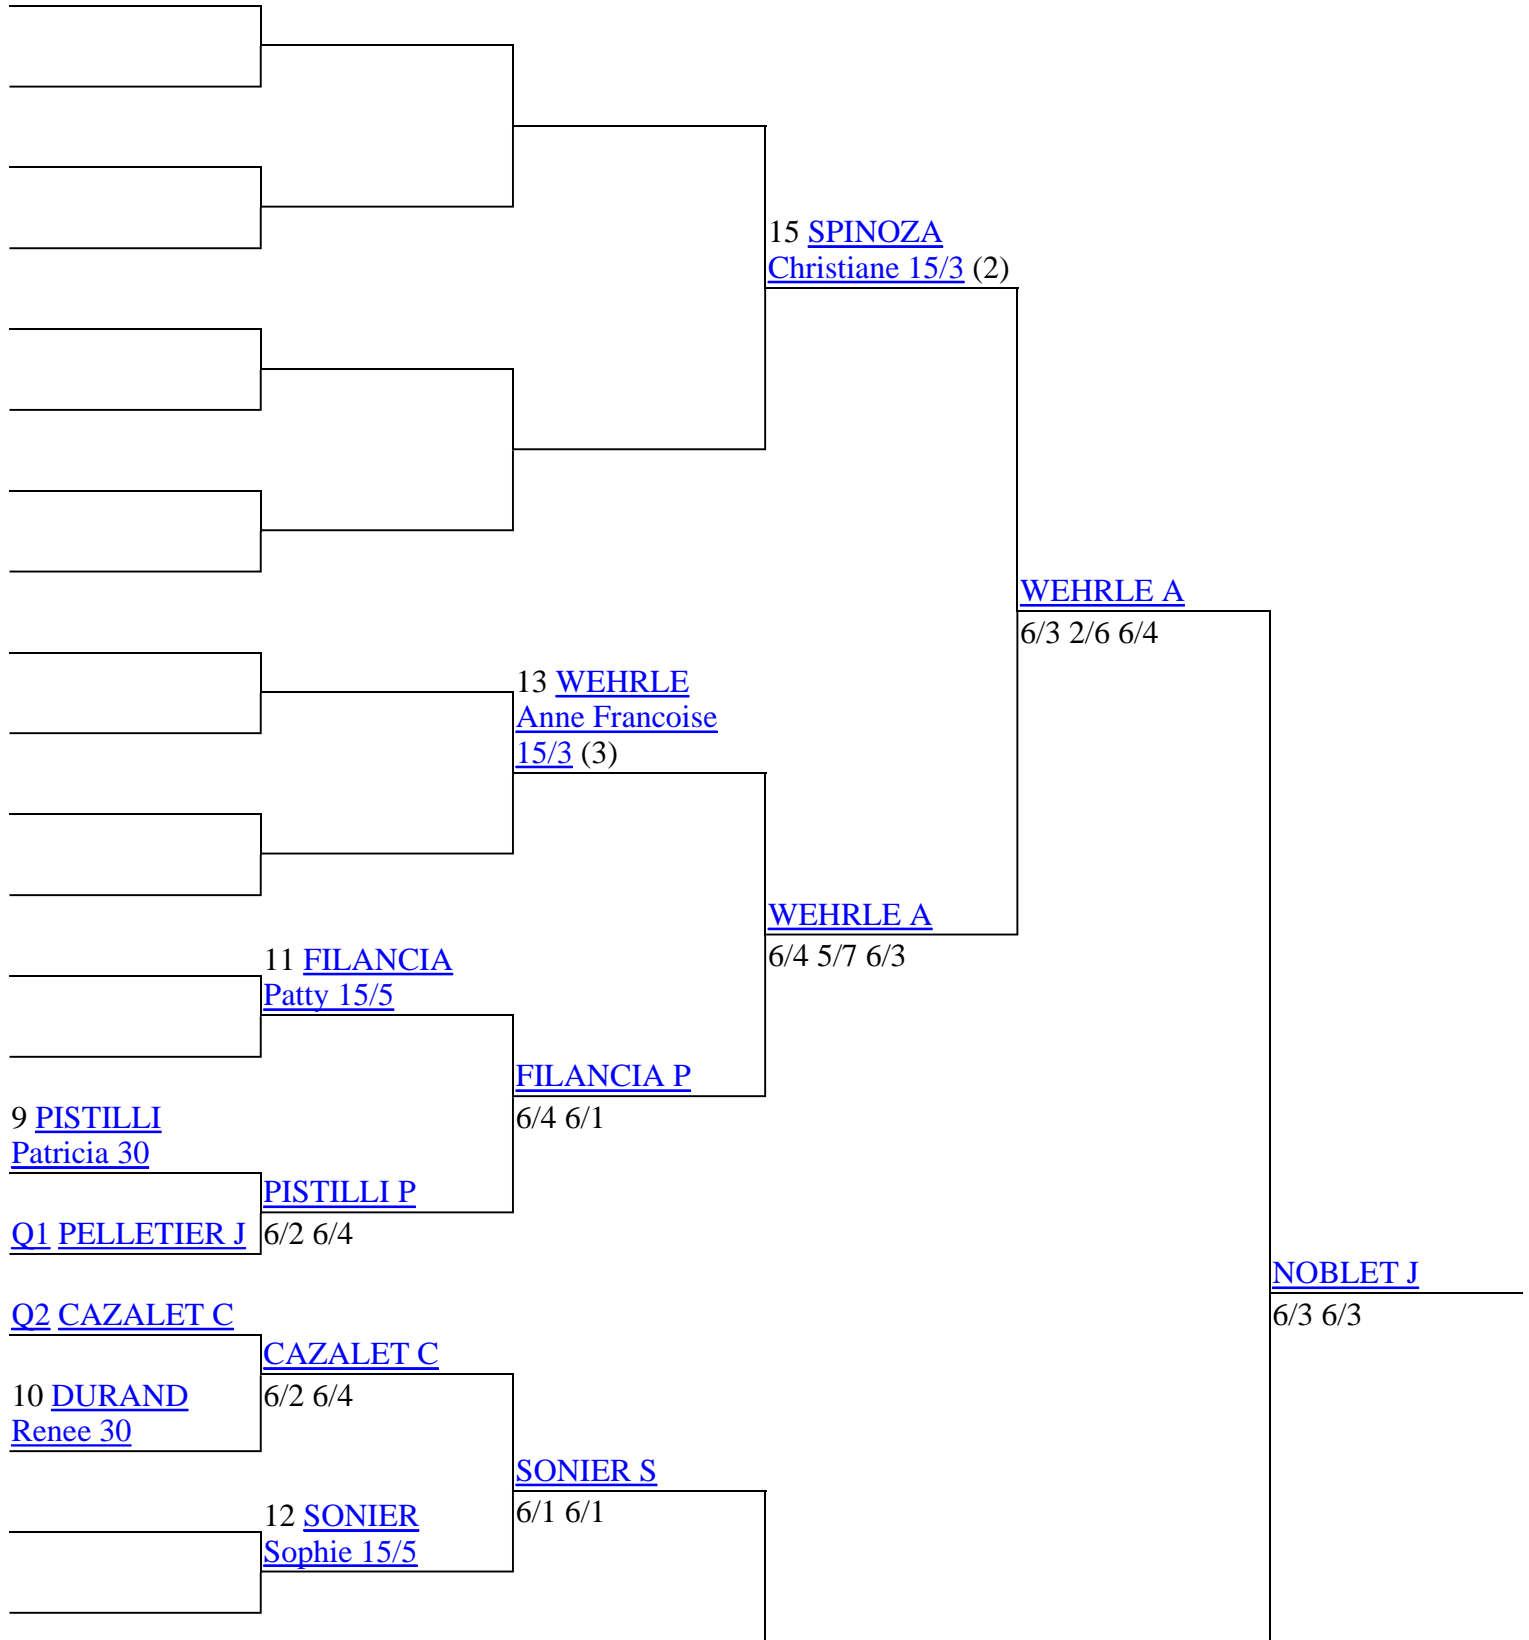 15 SPINOZA
Christiane 15/3 (2)
WEHRLE A
6/3 2/6 6/4
13 WEHRLE
Anne Francoise
15/3 (3)
WEHRLE A
6/4 5/7 6/3
11 FILANCIA
Patty 15/5
FILANCIA P
6/4 6/1
9 PISTILLI
Patricia 30
PISTILLI P
6/2 6/4
Q1 PELLETIER J
NOBLET J
6/3 6/3
Q2 CAZALET C
CAZALET C
6/2 6/4
10 DURAND
Renee 30
SONIER S
6/1 6/1
12 SONIER
Sophie 15/5